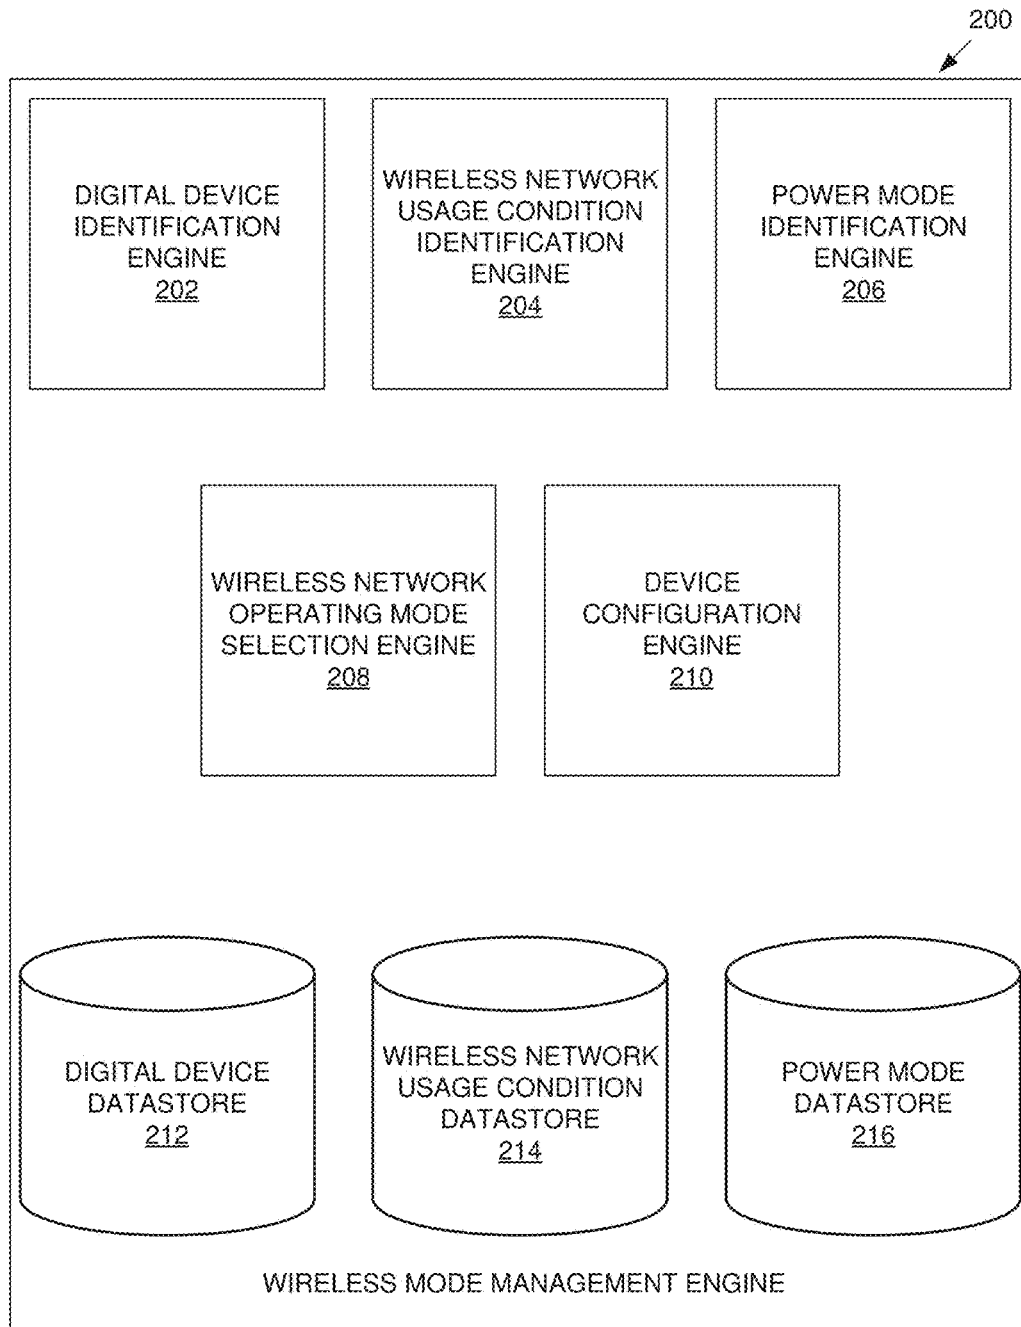 200
DIGITAL DEVICE
IDENTIFICATION
ENGINE
202
WIRELESS NETWORK
USAGE CONDITION
IDENTIFICATION
ENGINE
204
POWER MODE
IDENTIFICATION
ENGINE
206
WIRELESS NETWORK
OPERATING MODE
SELECTION ENGINE
208
DEVICE
CONFIGURATION
ENGINE
210
DIGITAL DEVICE
DATASTORE
212
WIRELESS NETWORK
USAGE CONDITION
DATASTORE
214
POWER MODE
DATASTORE
216
WIRELESS MODE MANAGEMENT ENGINE